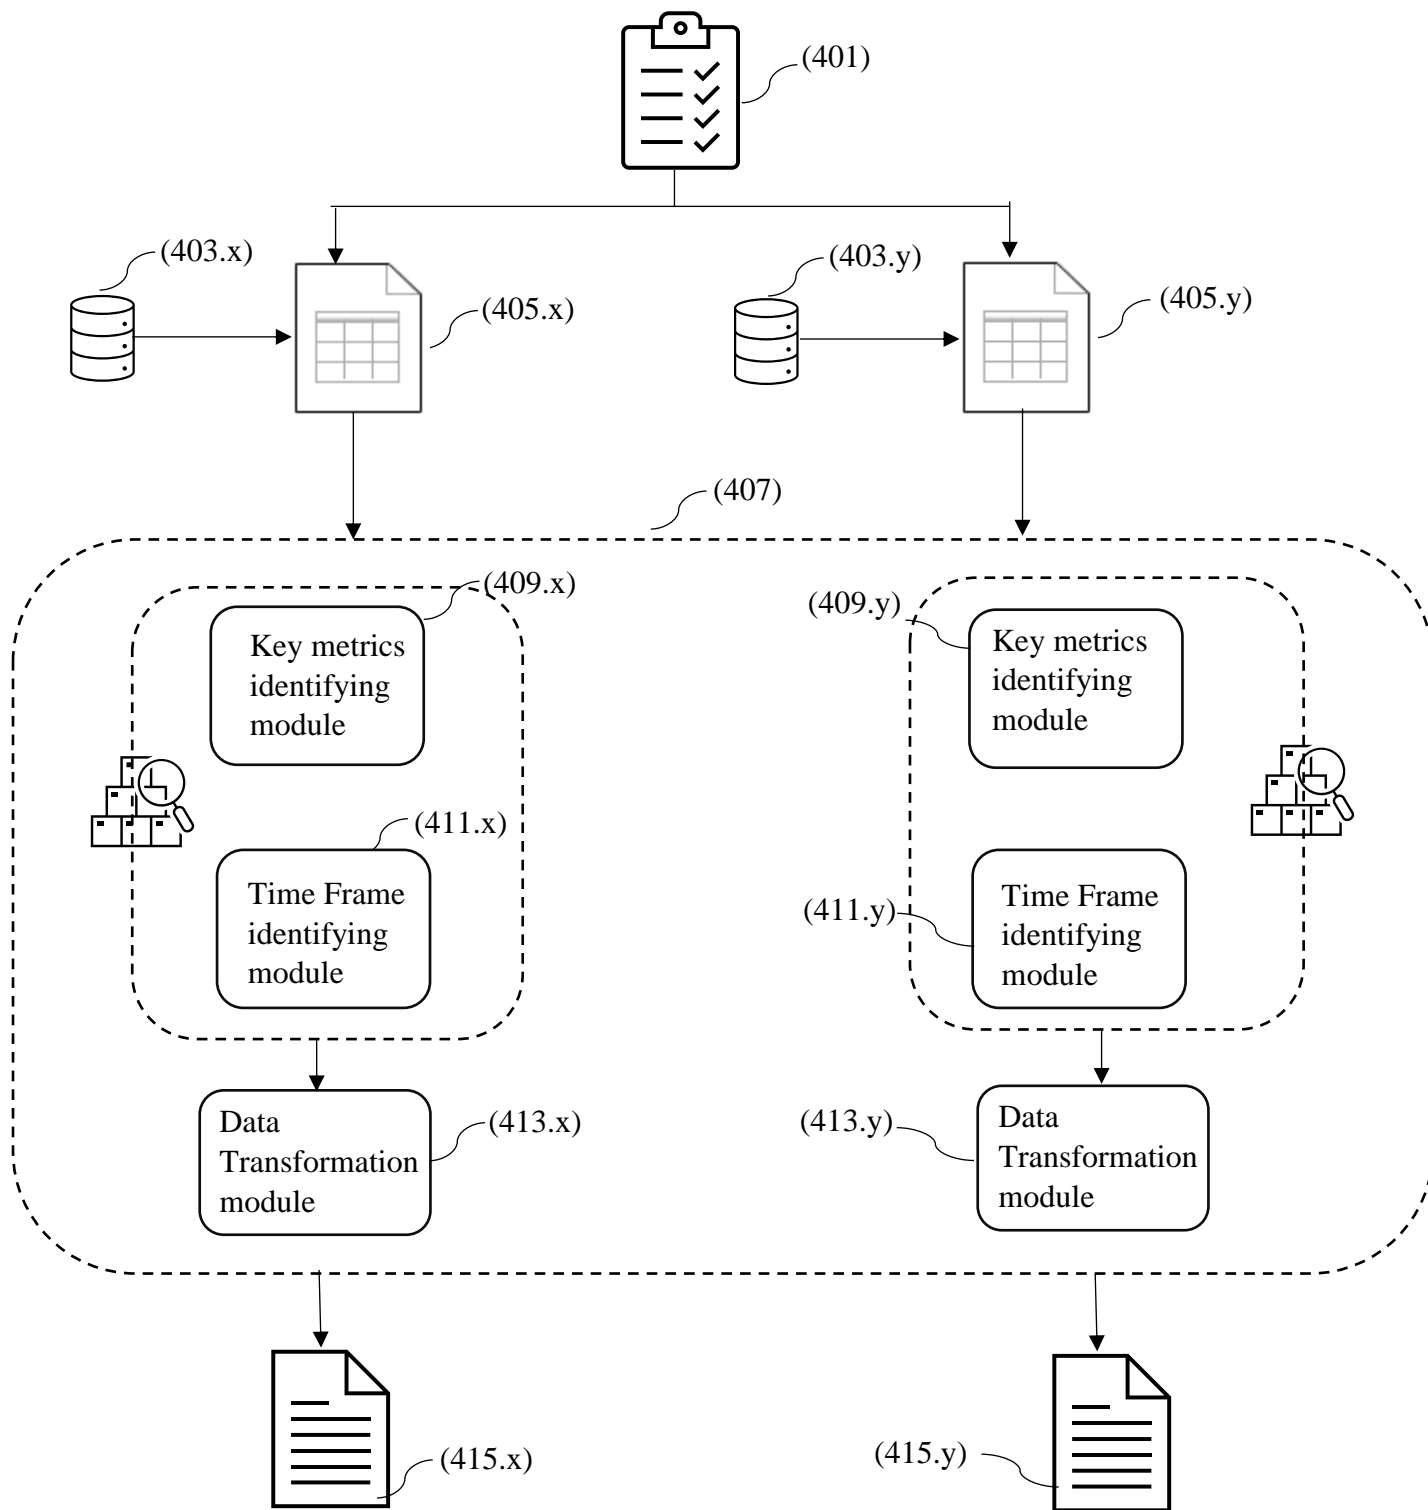 (401)
(403.x)
(403.y)
(405.x)
(405.y)
(407)
(409.x)
(409.y)
Key metrics
identifying
module
Key metrics
identifying
module
(411.x)
Time Frame
identifying
module
(411.y)
Time Frame
identifying
module
Data
Transformation
module
(413.x)
(413.y)
Data
Transformation
module
(415.x)
(415.y)